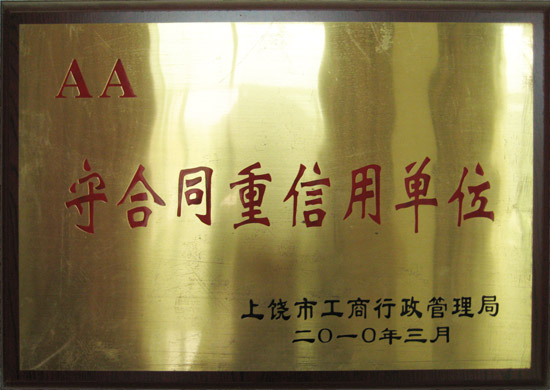 AA
守合同重信用单位
上饶市工商行政管理局
二〇一〇年三月